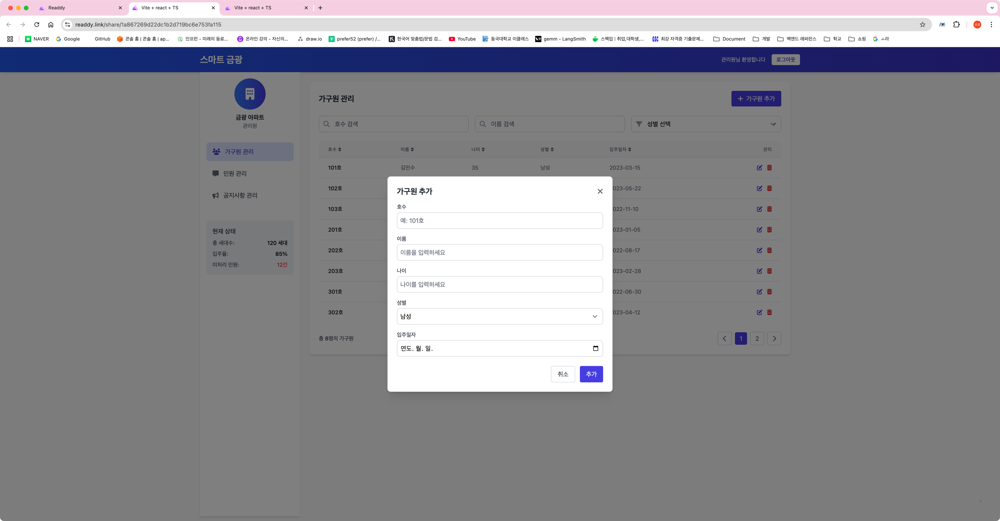 Readdy
Vite + react + TS
Vite + react + TS
readdy.link/share/1a867269d22dc1b2d719bc6e753fa115
선호
NAVER
Google
GitHub
콘솔 홈 | 콘솔 홈 | ap...
인프런 - 미래의 동료...
온라인 강의 - 자신의...
draw.io
prefer52 (prefer) /...
한국어 맞춤법/문법 검...
YouTube
동국대학교 이클래스
gemm - LangSmith
스펙업 | 취업,대학생,...
최강 자격증 기출문제...
Document
개발
백엔드 레퍼런스
학교
쇼핑
ㅗ라
스마트 금광
관리원님 환영합니다
로그아웃
금광 아파트
관리원
가구원 관리
민원 관리
공지사항 관리
현재 상태
총 세대수: 120 세대
입주율: 85%
미처리 민원: 12건
가구원 관리
가구원 추가
호수 검색
이름 검색
성별 선택
호수 이름 나이 성별 입주일자 관리
101호 김민수 35 남성 2023-03-15
102호 023-05-22
103호 022-11-10
201호 023-01-05
202호 022-08-17
203호 023-02-28
301호 022-06-30
302호 023-04-12
총 8명의 가구원
1 2
가구원 추가
호수
예: 101호
이름
이름을 입력하세요
나이
나이를 입력하세요
성별
남성
입주일자
연도. 월. 일.
취소
추가